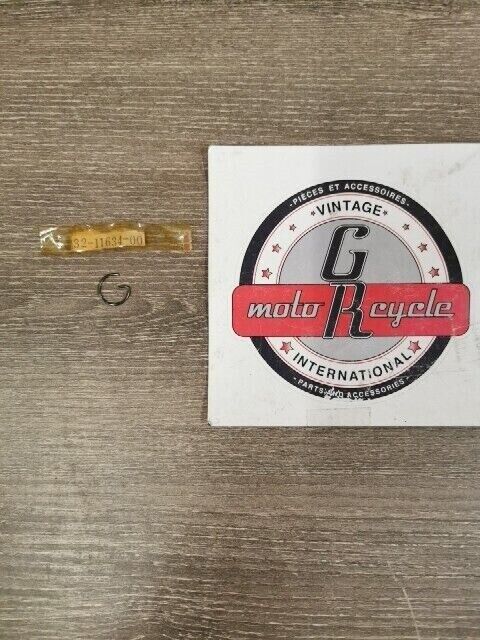 32-11634-00
-PIÈCES ET ACCESSOIRES-
VINTAGE
GR
moto cycle
INTERNATIONAL
-PARTS AND ACCESSORIES-